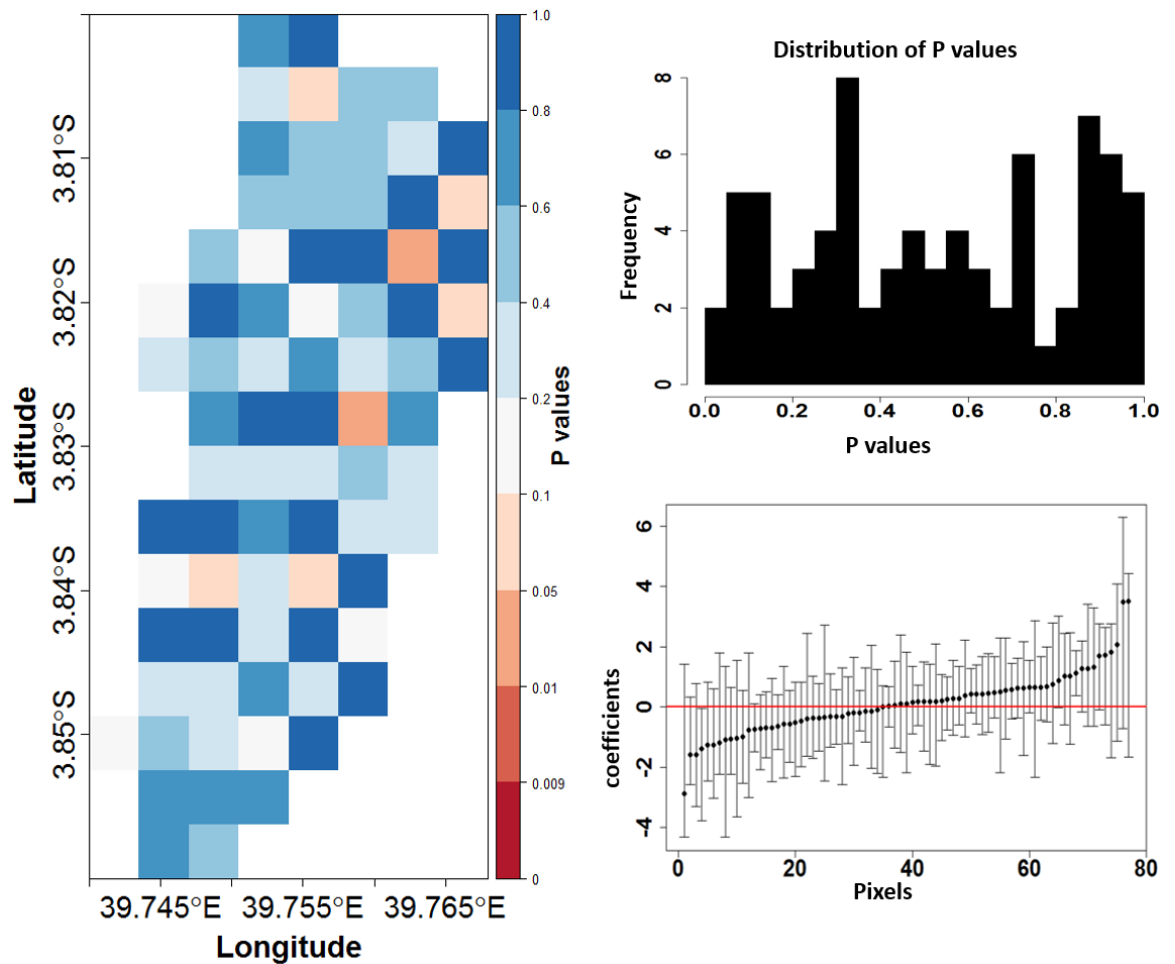 3.81°S
3.82°S
3.83°S
3.84°S
3.85°S
Latitude
39.745°E 39.755°E 39.765°E
Longitude
1.0
0.8
0.6
0.4
0.2
0.1
0.05
0.01
0.009
0
P values
Distribution of P values
8
6
4
2
0
Frequency
0.0 0.2 0.4 0.6 0.8 1.0
P values
6
4
2
0
-2
-4
coefficients
0 20 40 60 80
Pixels